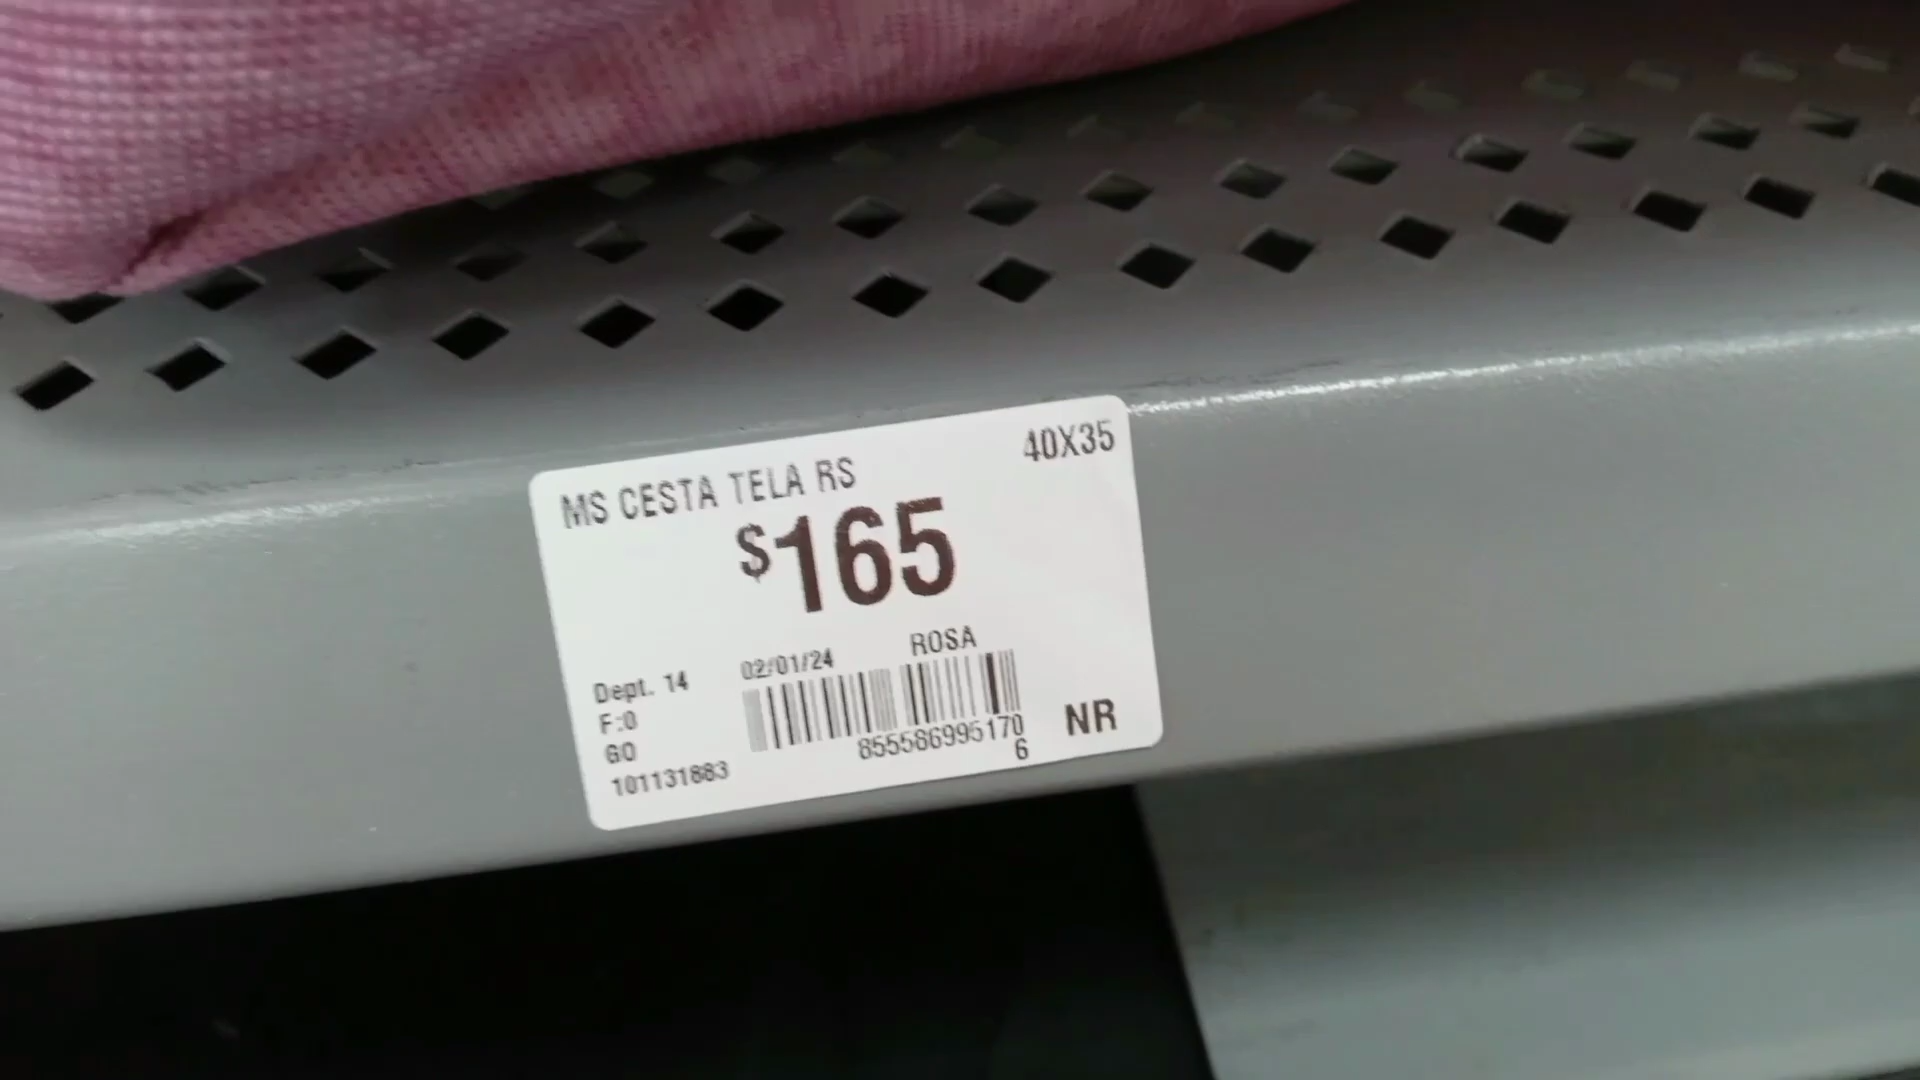 MS CESTA TELA RS 40X35
$165
Dept. 14 02/01/24 ROSA
F:0
GO
101131883
855586995170
6
NR